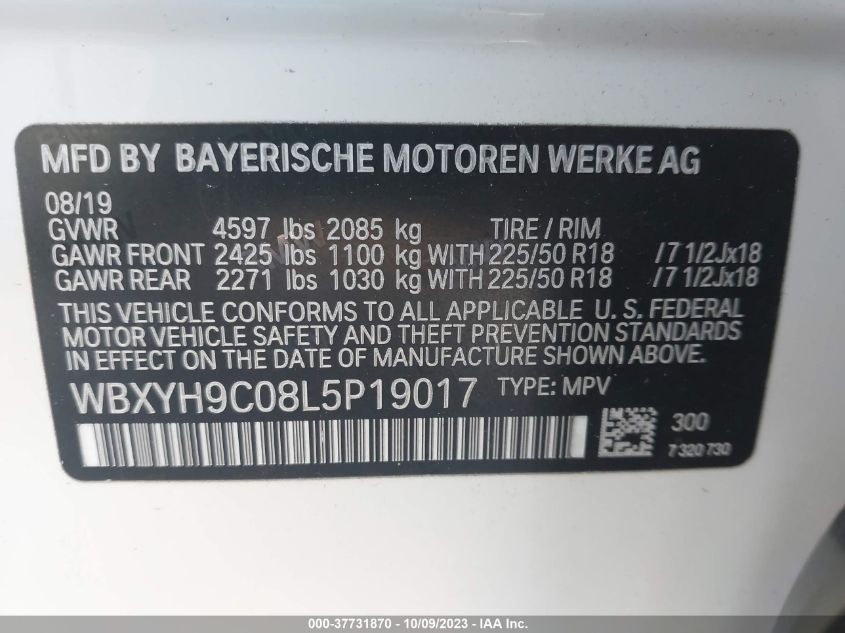 MFD BY BAYERISCHE MOTOREN WERKE AG
08/19
GVWR 4597 lbs 2085 kg TIRE / RIM
GAWR FRONT 2425 lbs 1100 kg WITH 225/50 R18 /7 1/2Jx18
GAWR REAR 2271 lbs 1030 kg WITH 225/50 R18 /7 1/2Jx18
THIS VEHICLE CONFORMS TO ALL APPLICABLE U. S. FEDERAL
MOTOR VEHICLE SAFETY AND THEFT PREVENTION STANDARDS
IN EFFECT ON THE DATE OF MANUFACTURE SHOWN ABOVE.
WBXYH9C08L5P19017 TYPE: MPV
300
7 320 730
000-37731870 - 10/09/2023 - IAA Inc.